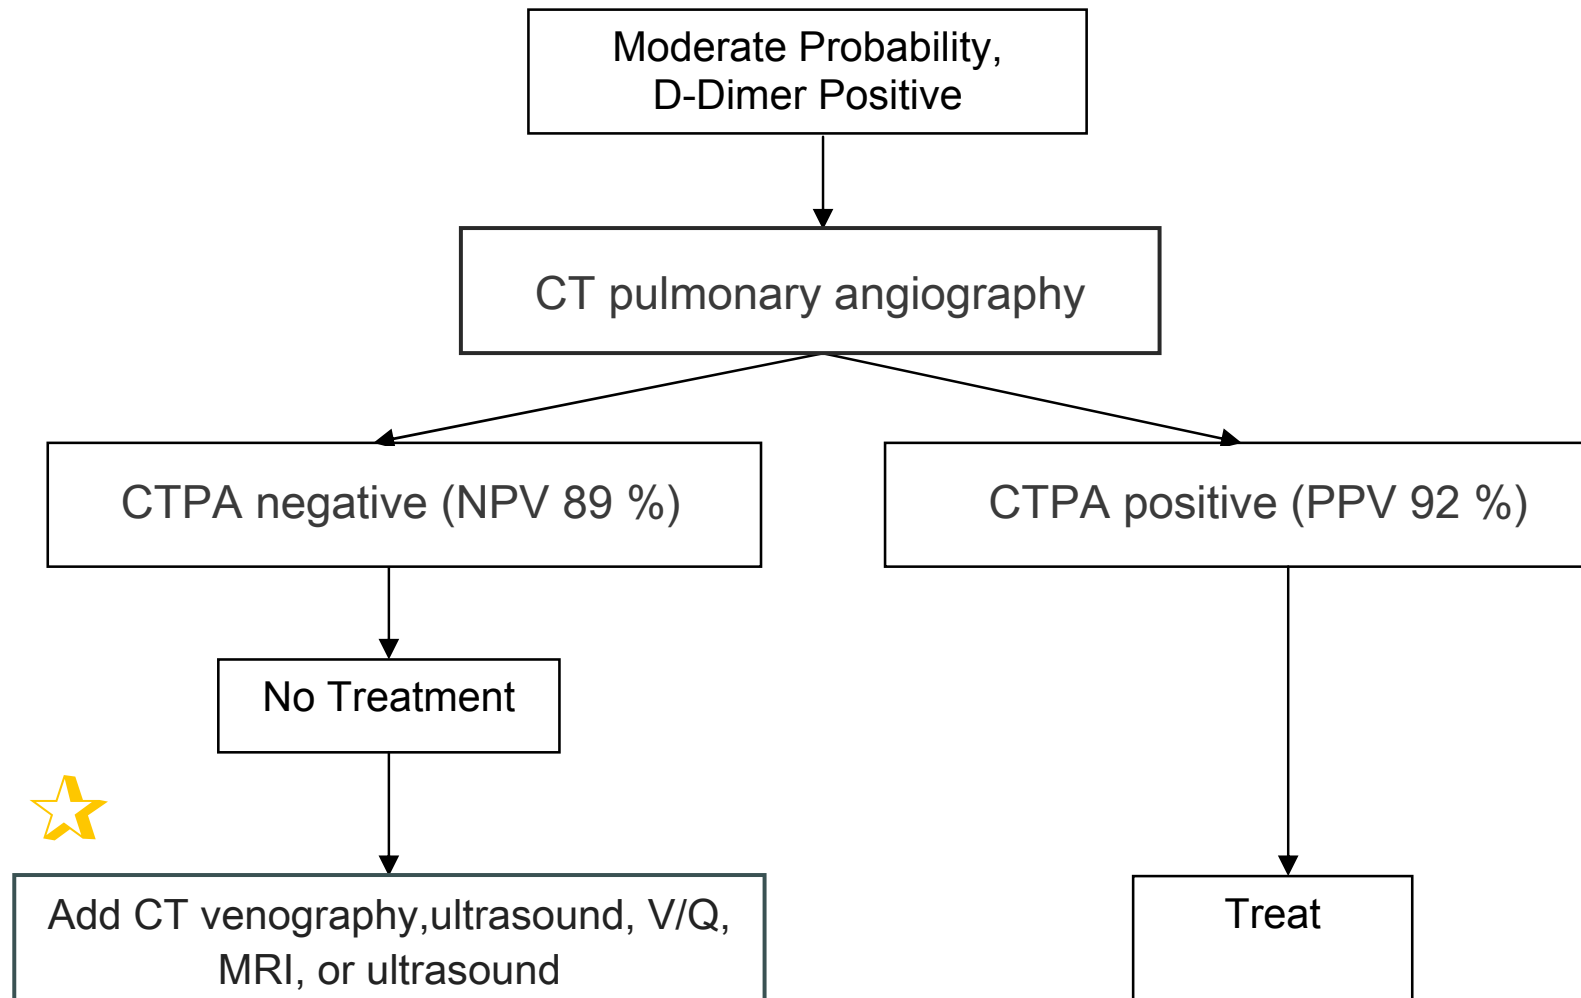 Moderate Probability,
D-Dimer Positive
CT pulmonary angiography
CTPA negative (NPV 89 %)
CTPA positive (PPV 92 %)
No Treatment
Add CT venography,ultrasound, V/Q,
MRI, or ultrasound
Treat